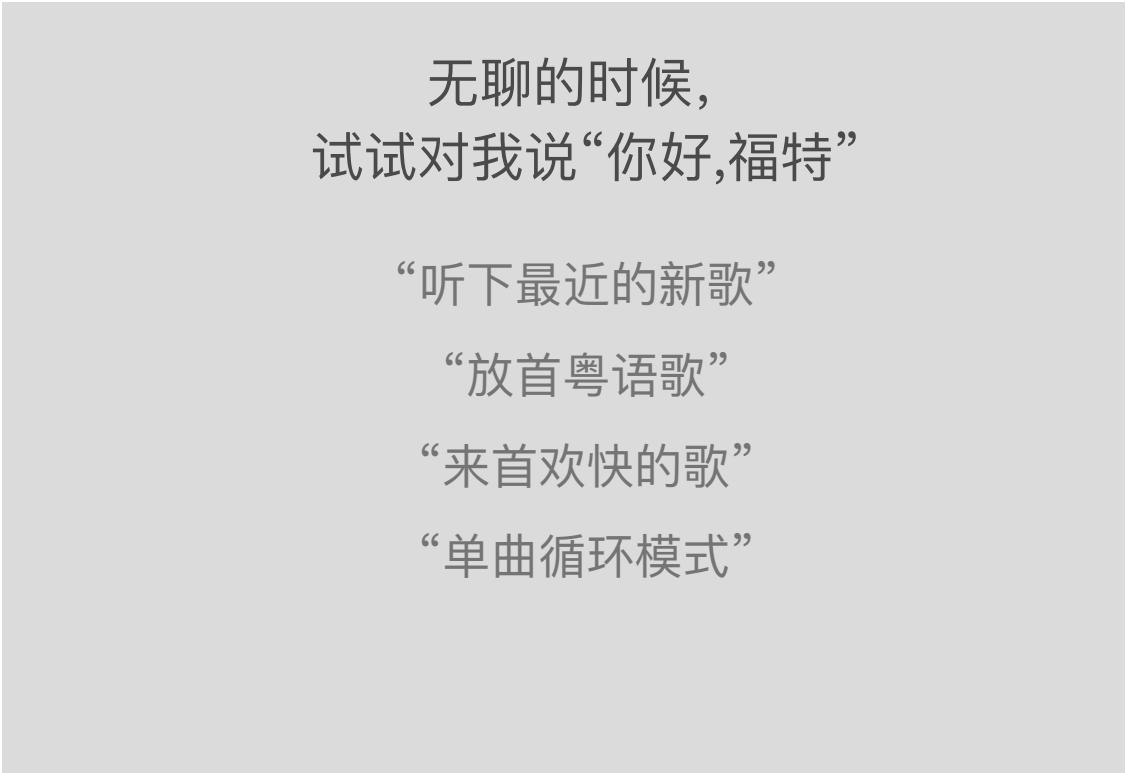 无聊的时候,
试试对我说“你好,福特”
“听下最近的新歌”
“放首粤语歌”
“来首欢快的歌”
“单曲循环模式”